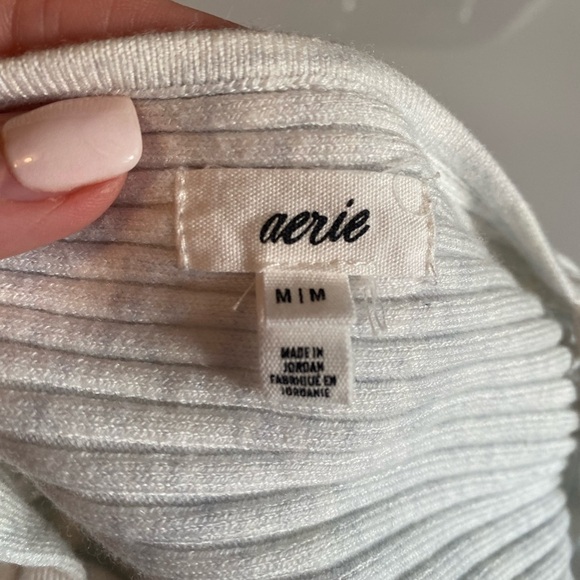 aerie
M | M
MADE IN
JORDAN
FABRIQUÉ EN
JORDANIE